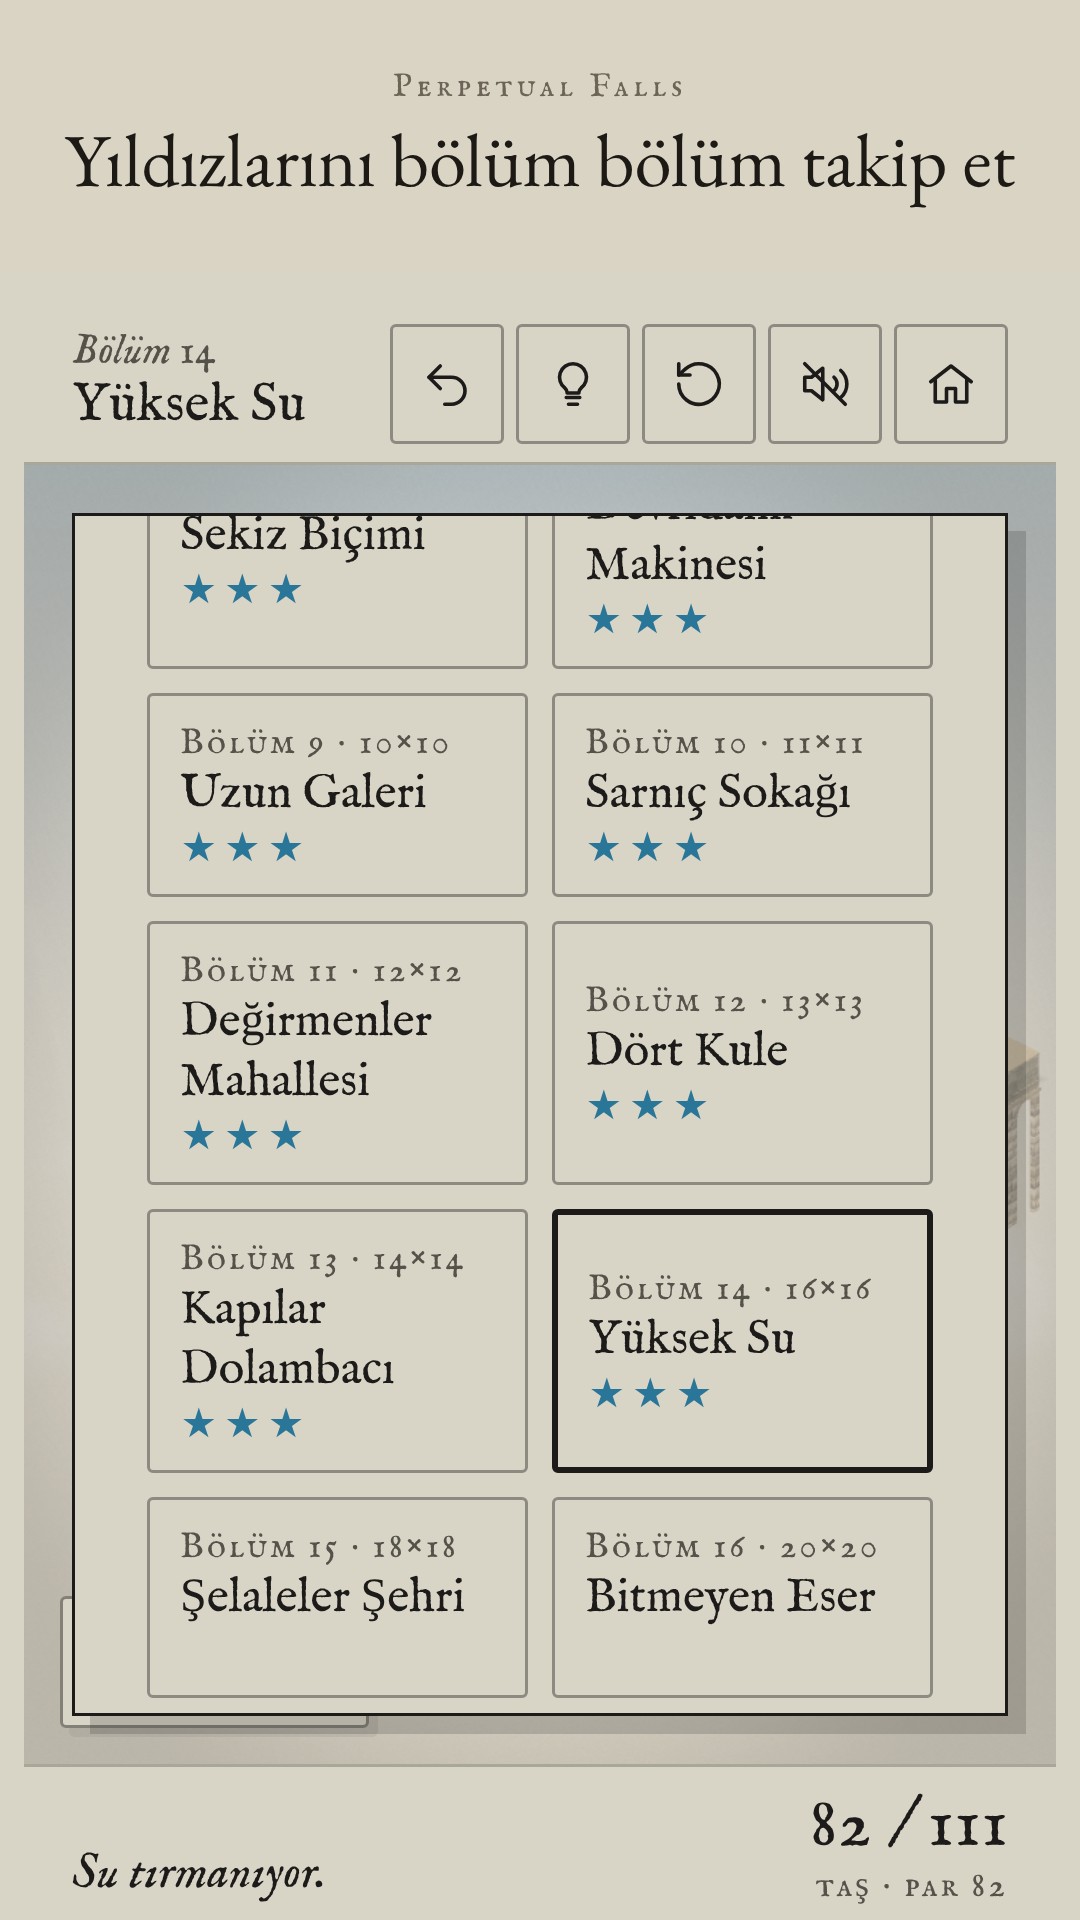 Perpetual Falls
Yıldızlarını bölüm bölüm takip et
Bölüm 14
Yüksek Su
Sekiz Biçimi
★ ★ ★
Makinesi
★ ★ ★
Bölüm 9 · 10×10
Uzun Galeri
★ ★ ★
Bölüm 10 · 11×11
Sarnıç Sokağı
★ ★ ★
Bölüm 11 · 12×12
Değirmenler
Mahallesi
★ ★ ★
Bölüm 12 · 13×13
Dört Kule
★ ★ ★
Bölüm 13 · 14×14
Kapılar
Dolambacı
★ ★ ★
Bölüm 14 · 16×16
Yüksek Su
★ ★ ★
Bölüm 15 · 18×18
Şelaleler Şehri
Bölüm 16 · 20×20
Bitmeyen Eser
Su tırmanıyor.
82 / 111
taş · par 82